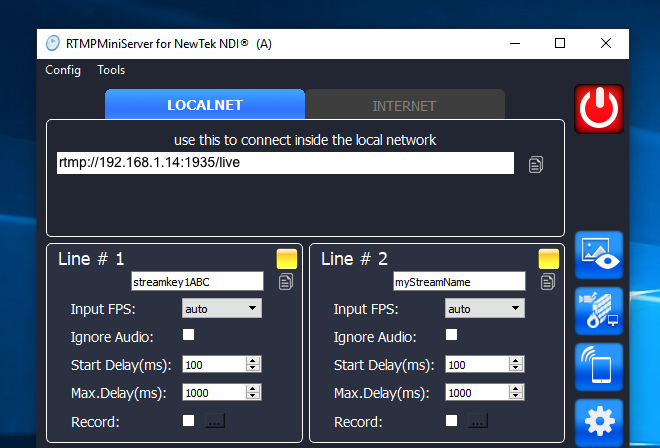 RTMPMiniServer for NewTek NDI® (A)
Config Tools
LOCALNET INTERNET
use this to connect inside the local network
rtmp://192.168.1.14:1935/live
Line # 1
streamkey1ABC
Input FPS: auto
Ignore Audio:
Start Delay(ms): 100
Max.Delay(ms): 1000
Record: ...
Line # 2
myStreamName
Input FPS: auto
Ignore Audio:
Start Delay(ms): 100
Max.Delay(ms): 1000
Record: ...